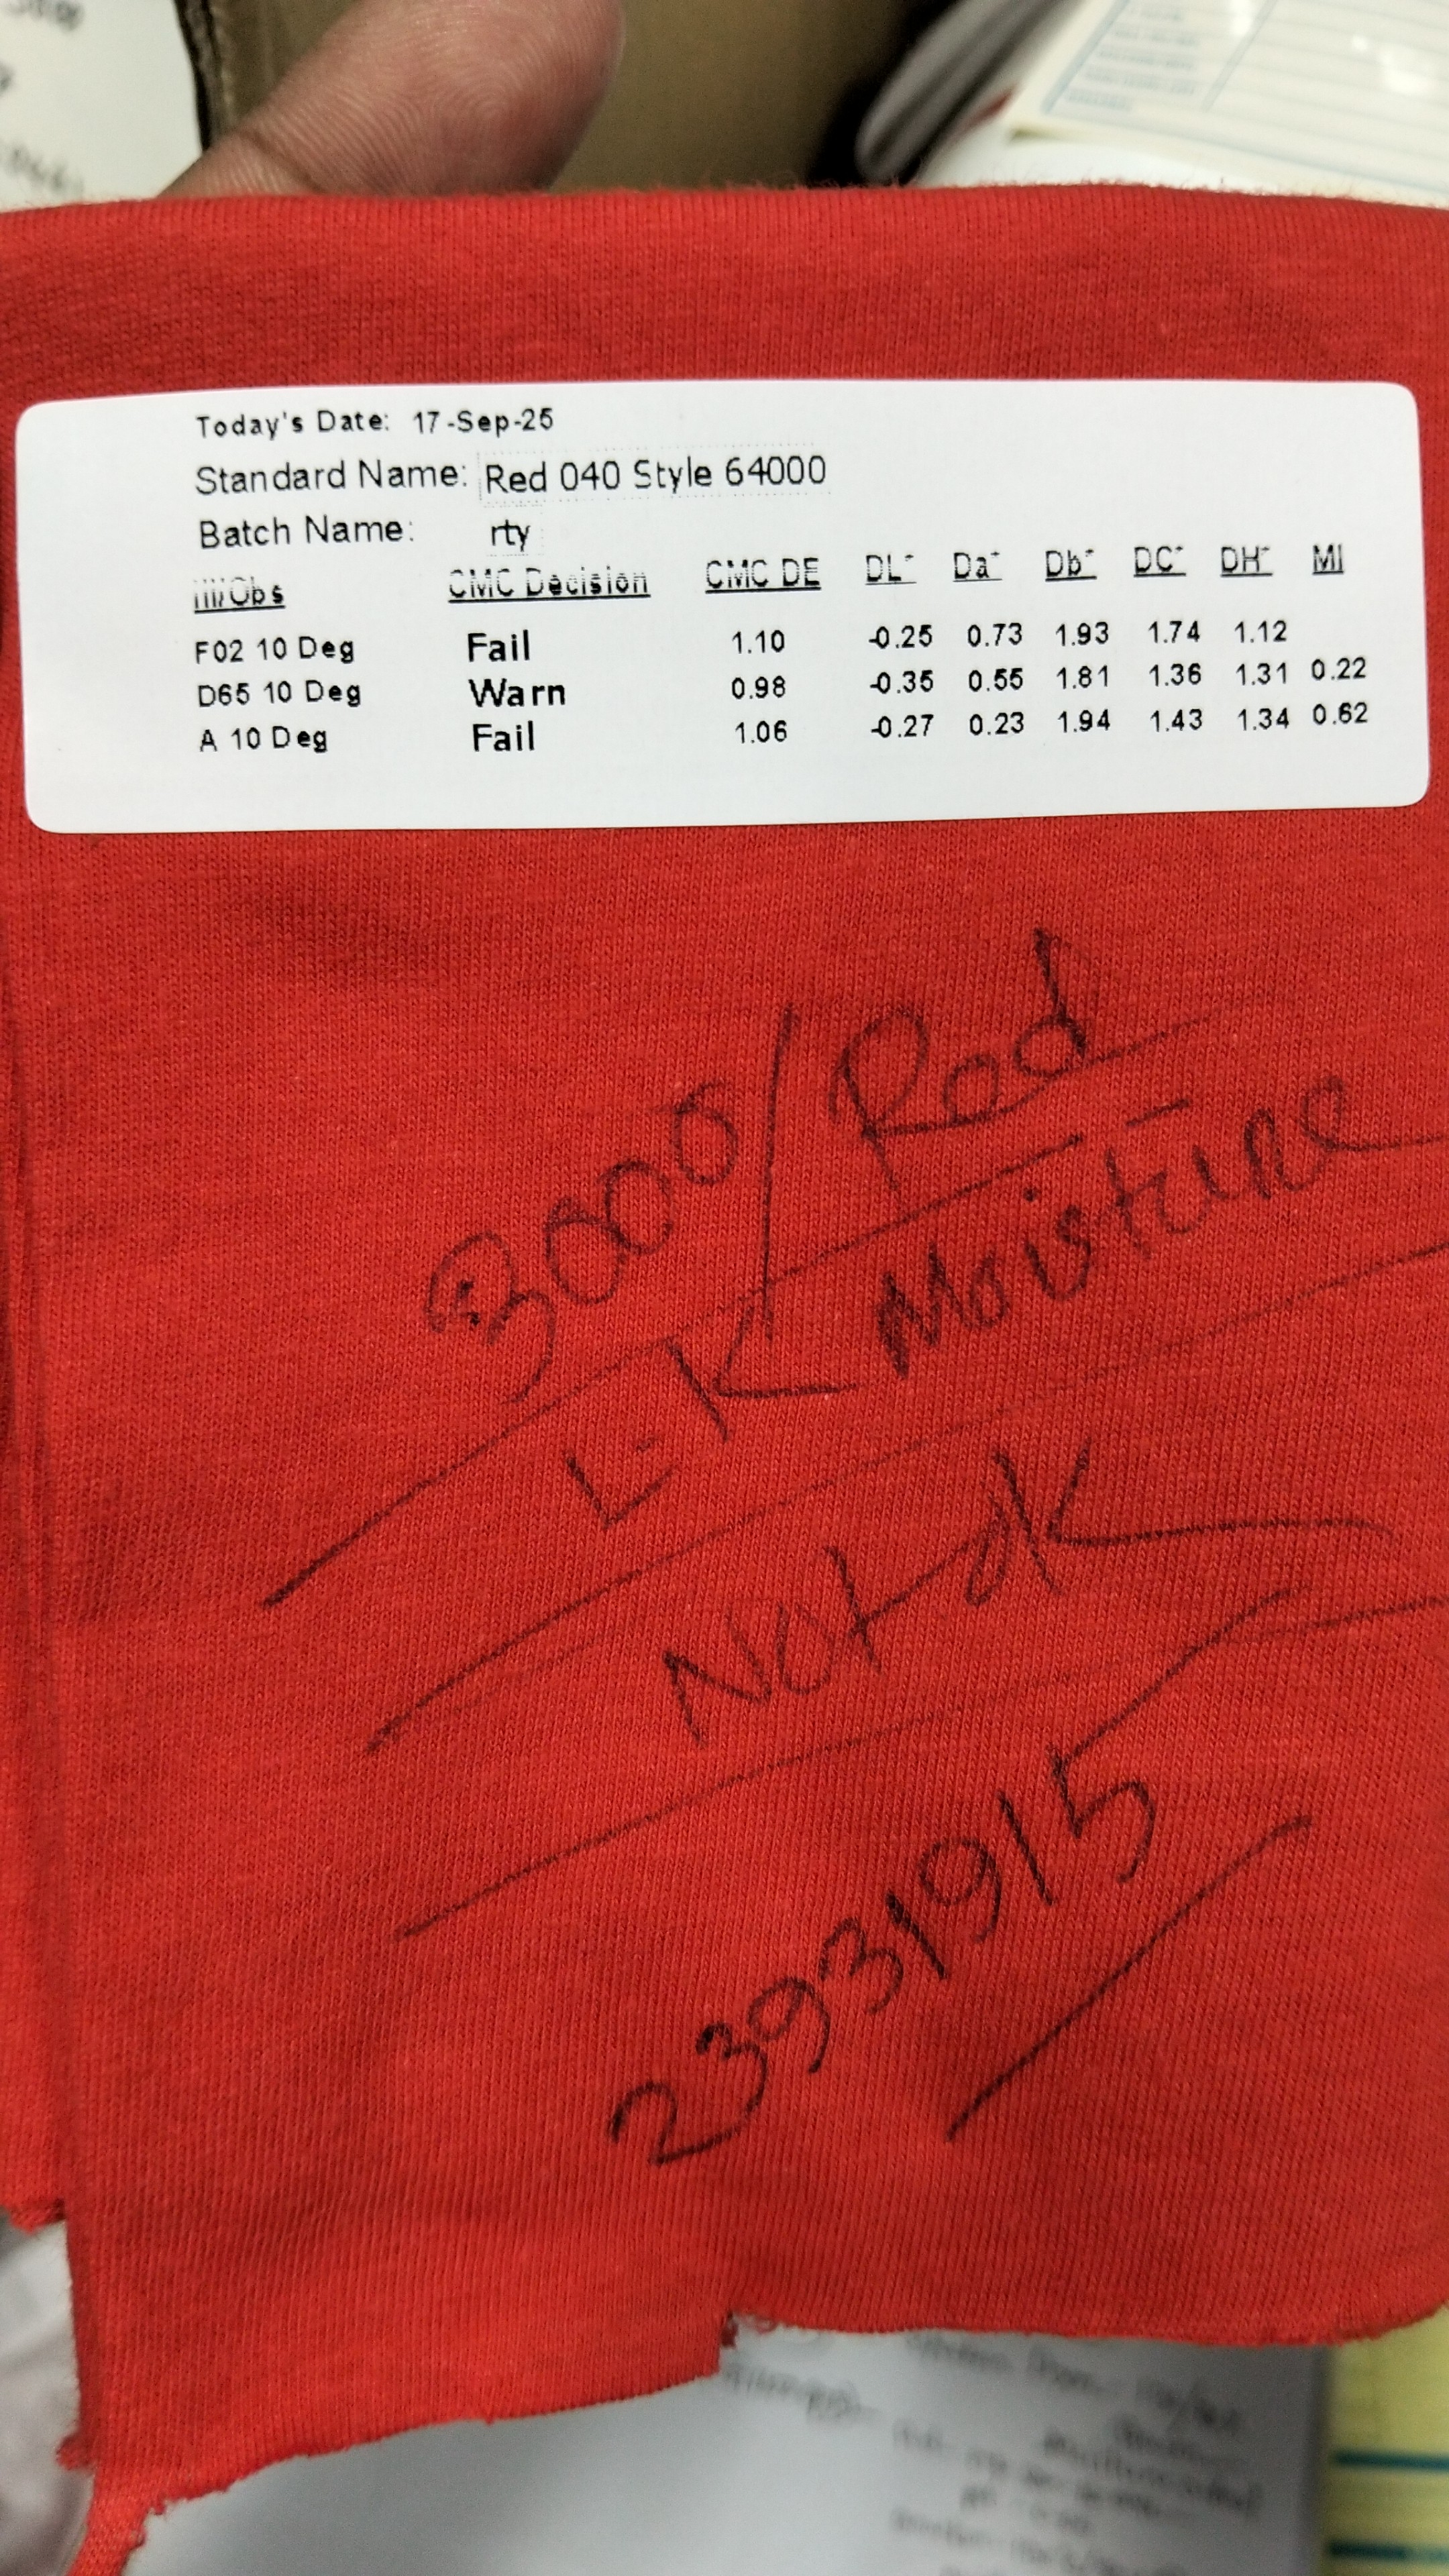 Today's Date: 17-Sep-25
Standard Name: Red 040 Style 64000
Batch Name: rty
Ill/Obs CMC Decision CMC DE DL* Da* Db* DC* DH* MI
F02 10 Deg Fail 1.10 -0.25 0.73 1.93 1.74 1.12
D65 10 Deg Warn 0.98 -0.35 0.55 1.81 1.36 1.31 0.22
A 10 Deg Fail 1.06 -0.27 0.23 1.94 1.43 1.34 0.62
3000/Red
L-K Moisture
Not ok
23931915